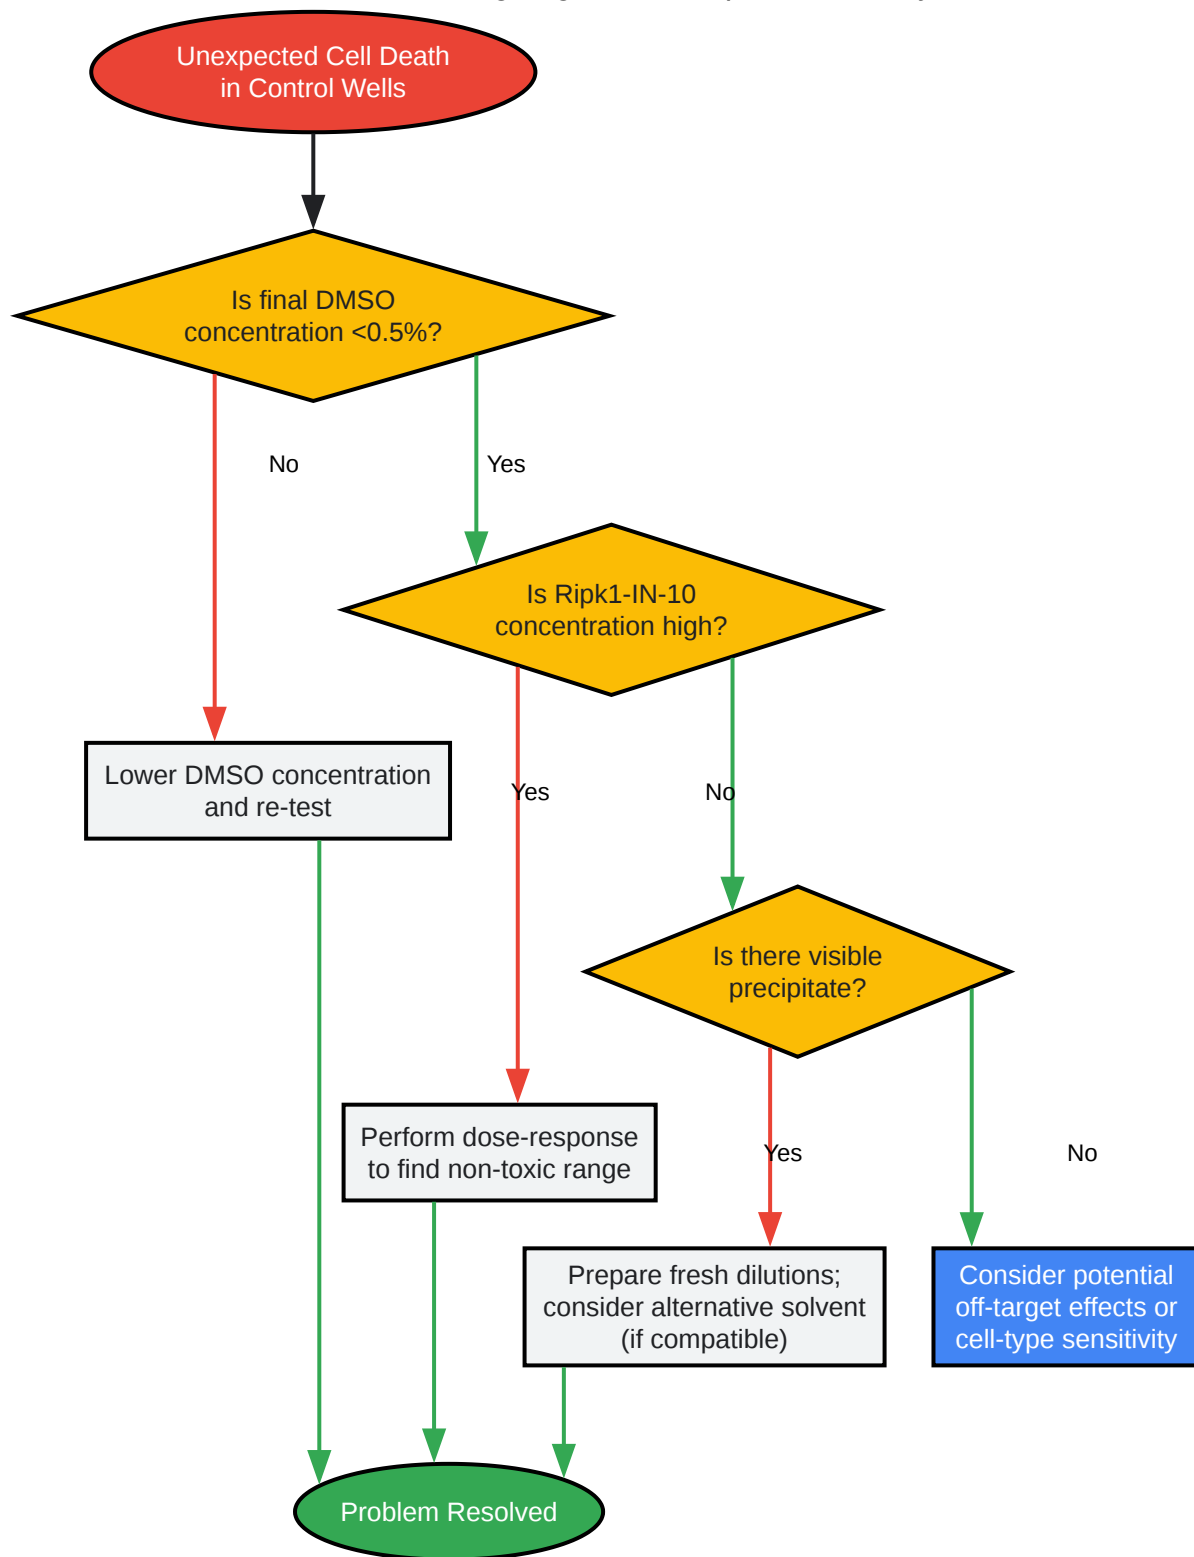 Unexpected Cell Death
in Control Wells
Is final DMSO
concentration <0.5%?
No
Yes
Is Ripk1-IN-10
concentration high?
Lower DMSO concentration
and re-test
Yes
No
Is there visible
precipitate?
Perform dose-response
to find non-toxic range
Yes
No
Prepare fresh dilutions;
consider alternative solvent
(if compatible)
Consider potential
off-target effects or
cell-type sensitivity
Problem Resolved